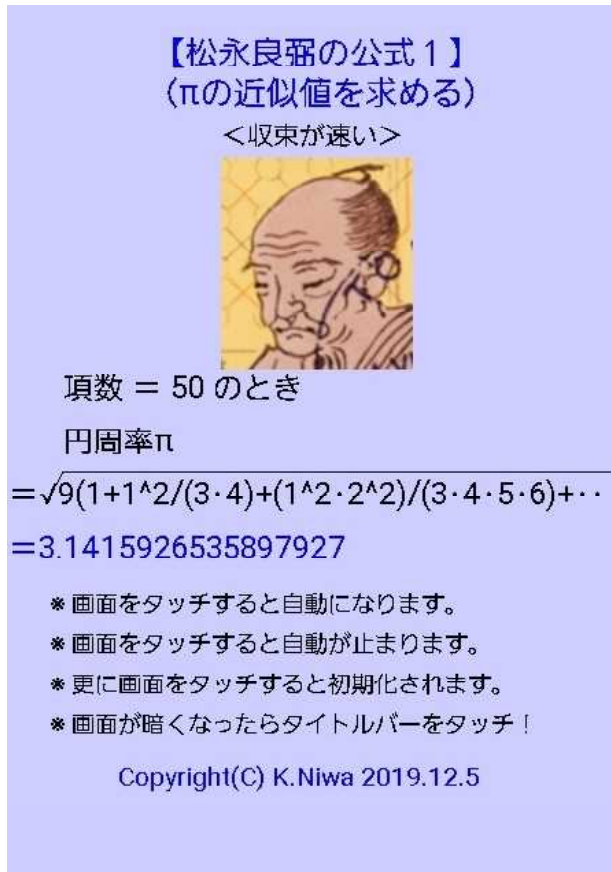 【松永良弼の公式1】
(πの近似値を求める)
＜収束が速い＞
項数 ＝ 50 のとき
円周率π
＝√9(1+1^2/(3·4)+(1^2·2^2)/(3·4·5·6)+··
＝3.1415926535897927
※画面をタッチすると自動になります。
※画面をタッチすると自動が止まります。
※更に画面をタッチすると初期化されます。
※画面が暗くなったらタイトルバーをタッチ！
Copyright(C) K.Niwa 2019.12.5